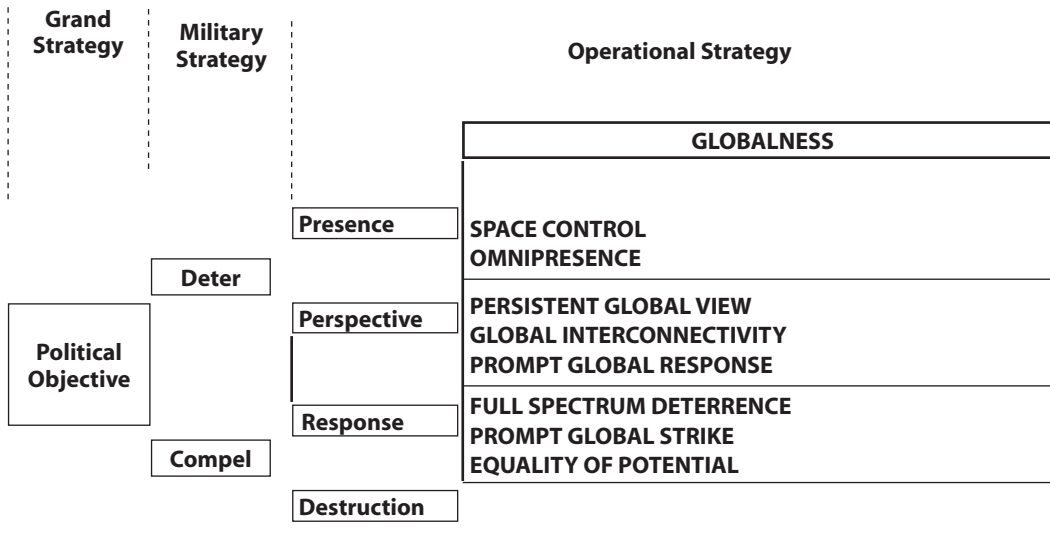 Grand
Strategy
Military
Strategy
Operational Strategy
GLOBALNESS
Presence
SPACE CONTROL
OMNIPRESENCE
Deter
Perspective
PERSISTENT GLOBAL VIEW
GLOBAL INTERCONNECTIVITY
PROMPT GLOBAL RESPONSE
Political
Objective
Response
FULL SPECTRUM DETERRENCE
PROMPT GLOBAL STRIKE
EQUALITY OF POTENTIAL
Compel
Destruction